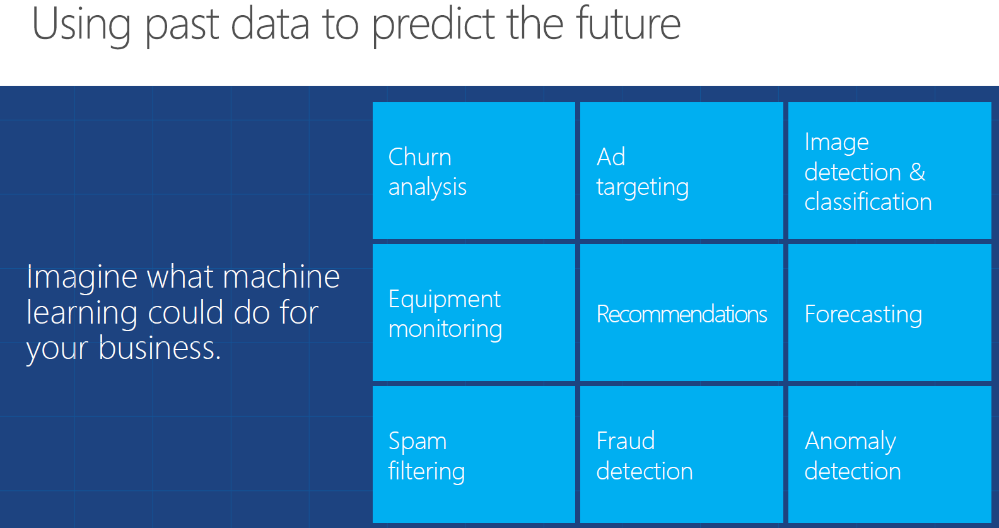 Using past data to predict the future
Imagine what machine
learning could do for
your business.
Churn
analysis
Ad
targeting
Image
detection &
classification
Equipment
monitoring
Recommendations
Forecasting
Spam
filtering
Fraud
detection
Anomaly
detection